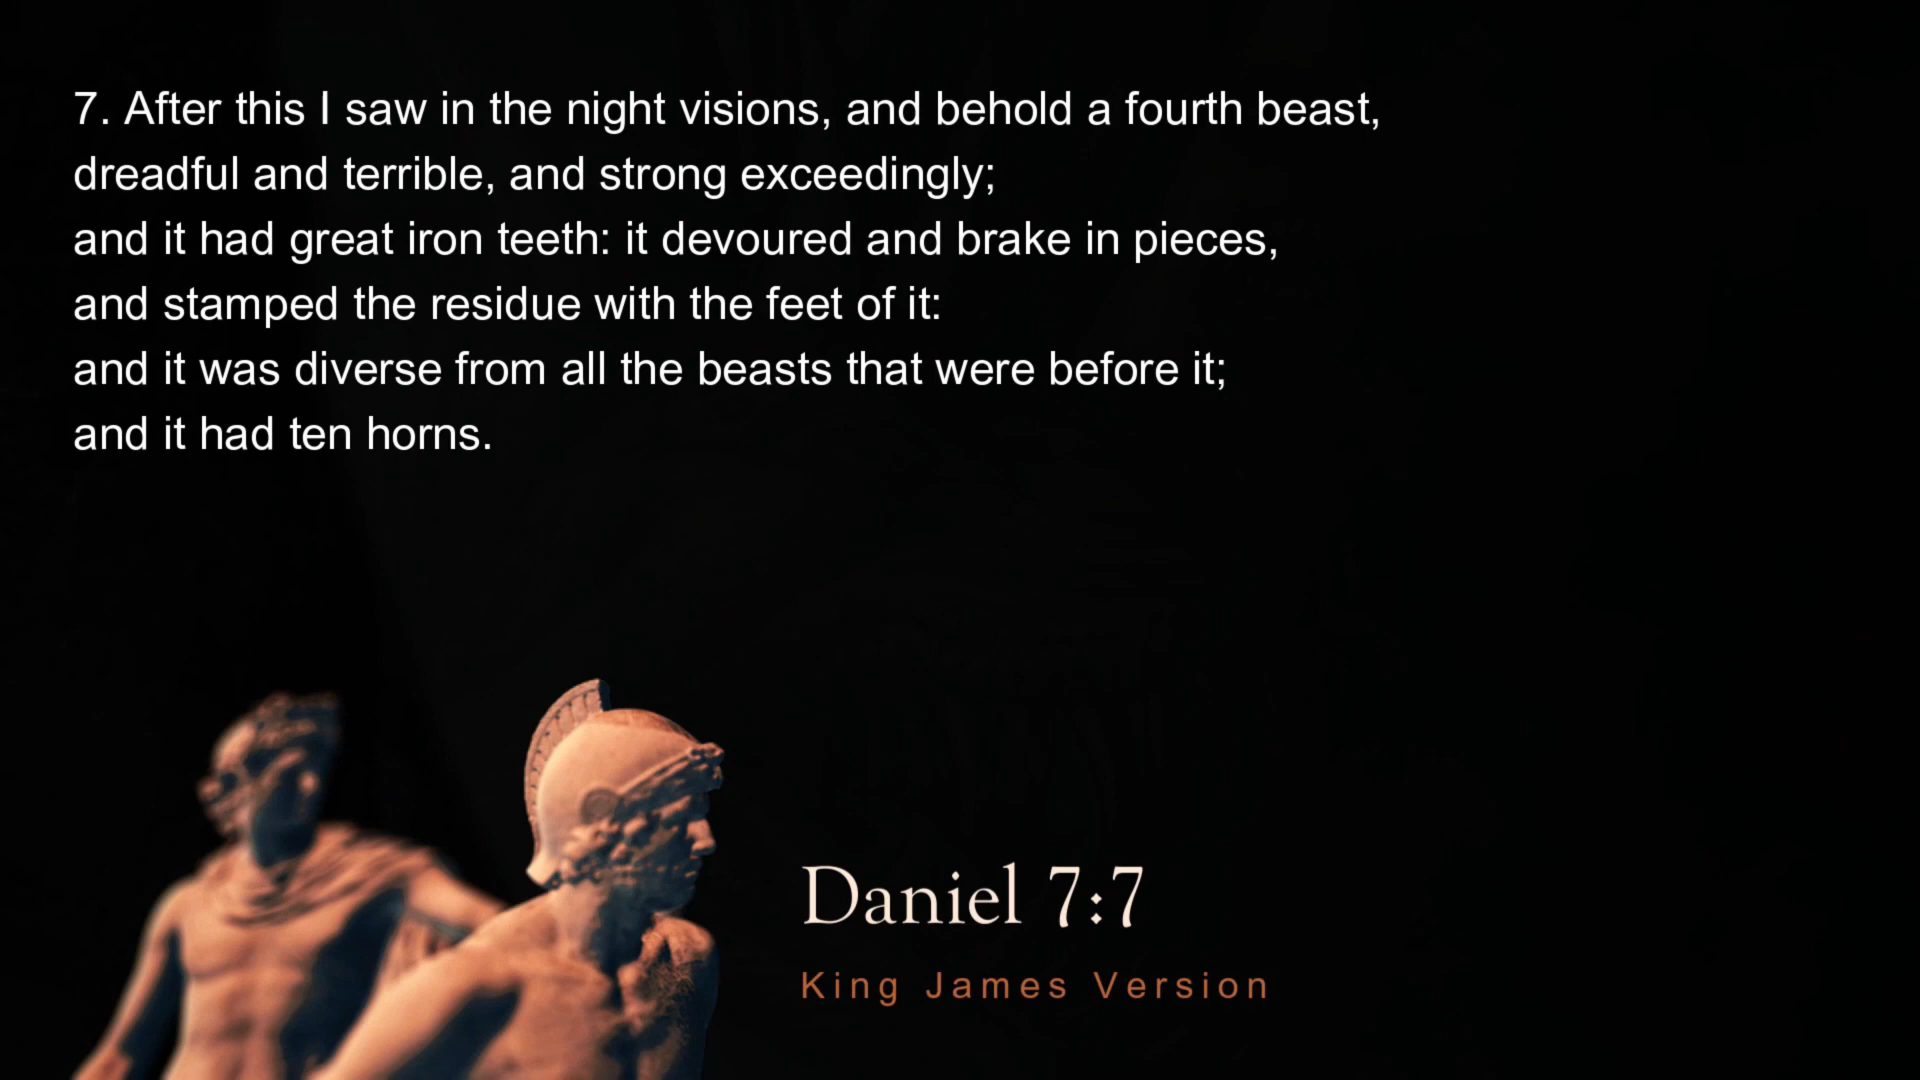 7. After this I saw in the night visions, and behold a fourth beast,
dreadful and terrible, and strong exceedingly;
and it had great iron teeth: it devoured and brake in pieces,
and stamped the residue with the feet of it:
and it was diverse from all the beasts that were before it;
and it had ten horns.
Daniel 7:7
King James Version